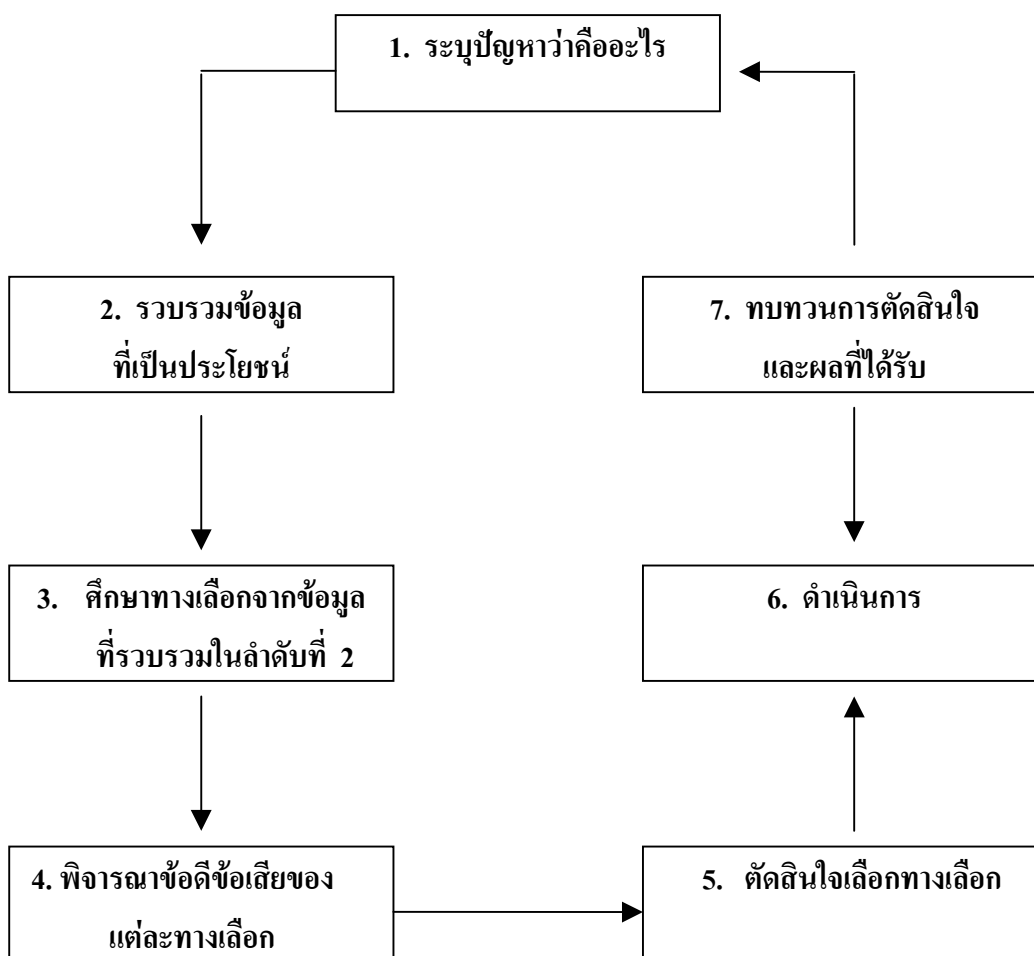 1. ระบุปัญหาว่าคืออะไร
2. รวบรวมข้อมูล
ที่เป็นประโยชน์
3. ศึกษาทางเลือกจากข้อมูล
ที่รวบรวมในลำดับที่ 2
4. พิจารณาข้อดีข้อเสียของ
แต่ละทางเลือก
5. ตัดสินใจเลือกทางเลือก
6. ดำเนินการ
7. ทบทวนการตัดสินใจ
และผลที่ได้รับ